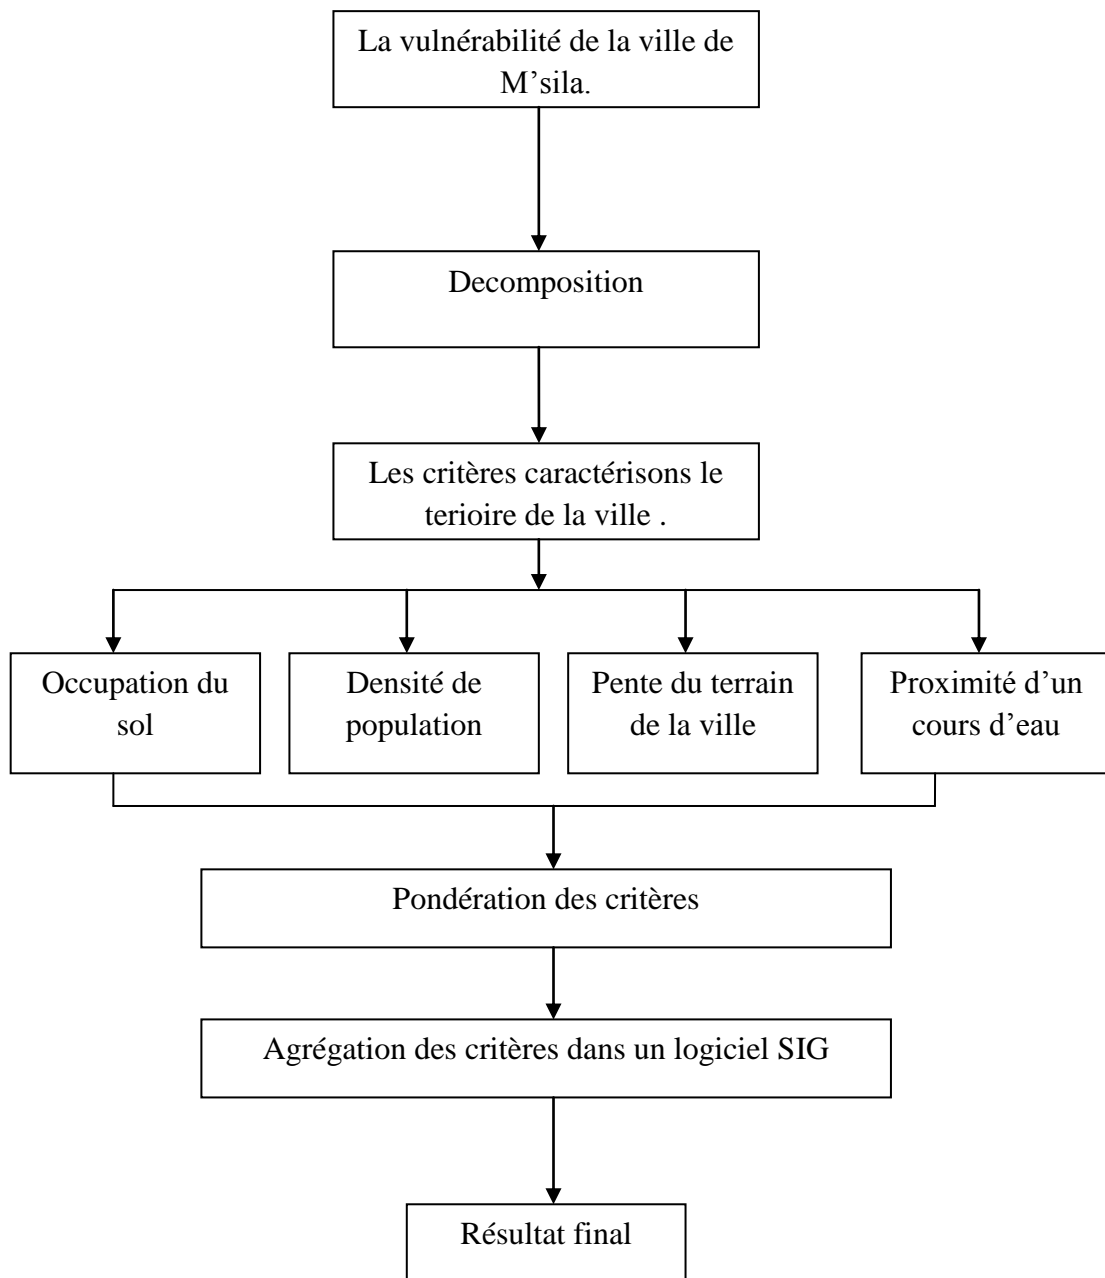 La vulnérabilité de la ville de
M’sila.
Decomposition
Les critères caractérisons le
terioire de la ville .
Occupation du
sol
Densité de
population
Pente du terrain
de la ville
Proximité d’un
cours d’eau
Pondération des critères
Agrégation des critères dans un logiciel SIG
Résultat final